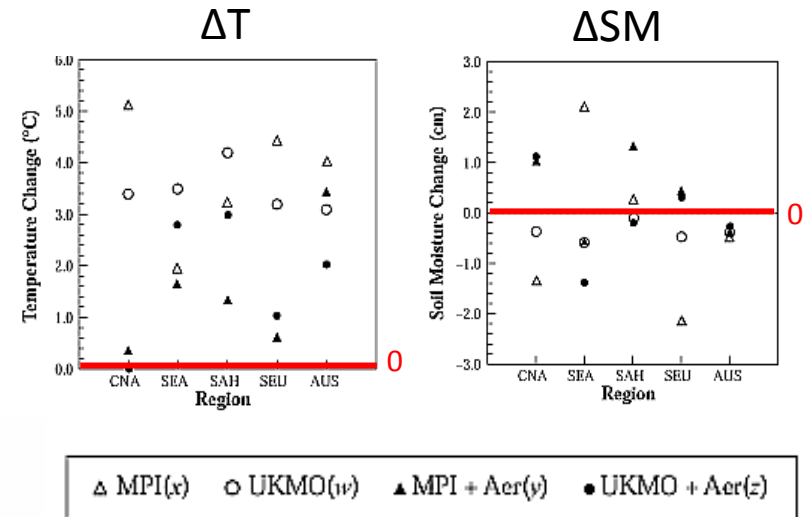 ΔT
ΔSM
6.0
5.0
4.0
3.0
2.0
1.0
0.0
Temperature Change (°C)
CNA SEA SAH SEU AUS
Region
0
3.0
2.0
1.0
0.0
-1.0
-2.0
-3.0
Soil Moisture Change (cm)
CNA SEA SAH SEU AUS
Region
0
△ MPI(x) ○ UKMO(w) ▲ MPI + Aer(y) ● UKMO + Aer(z)